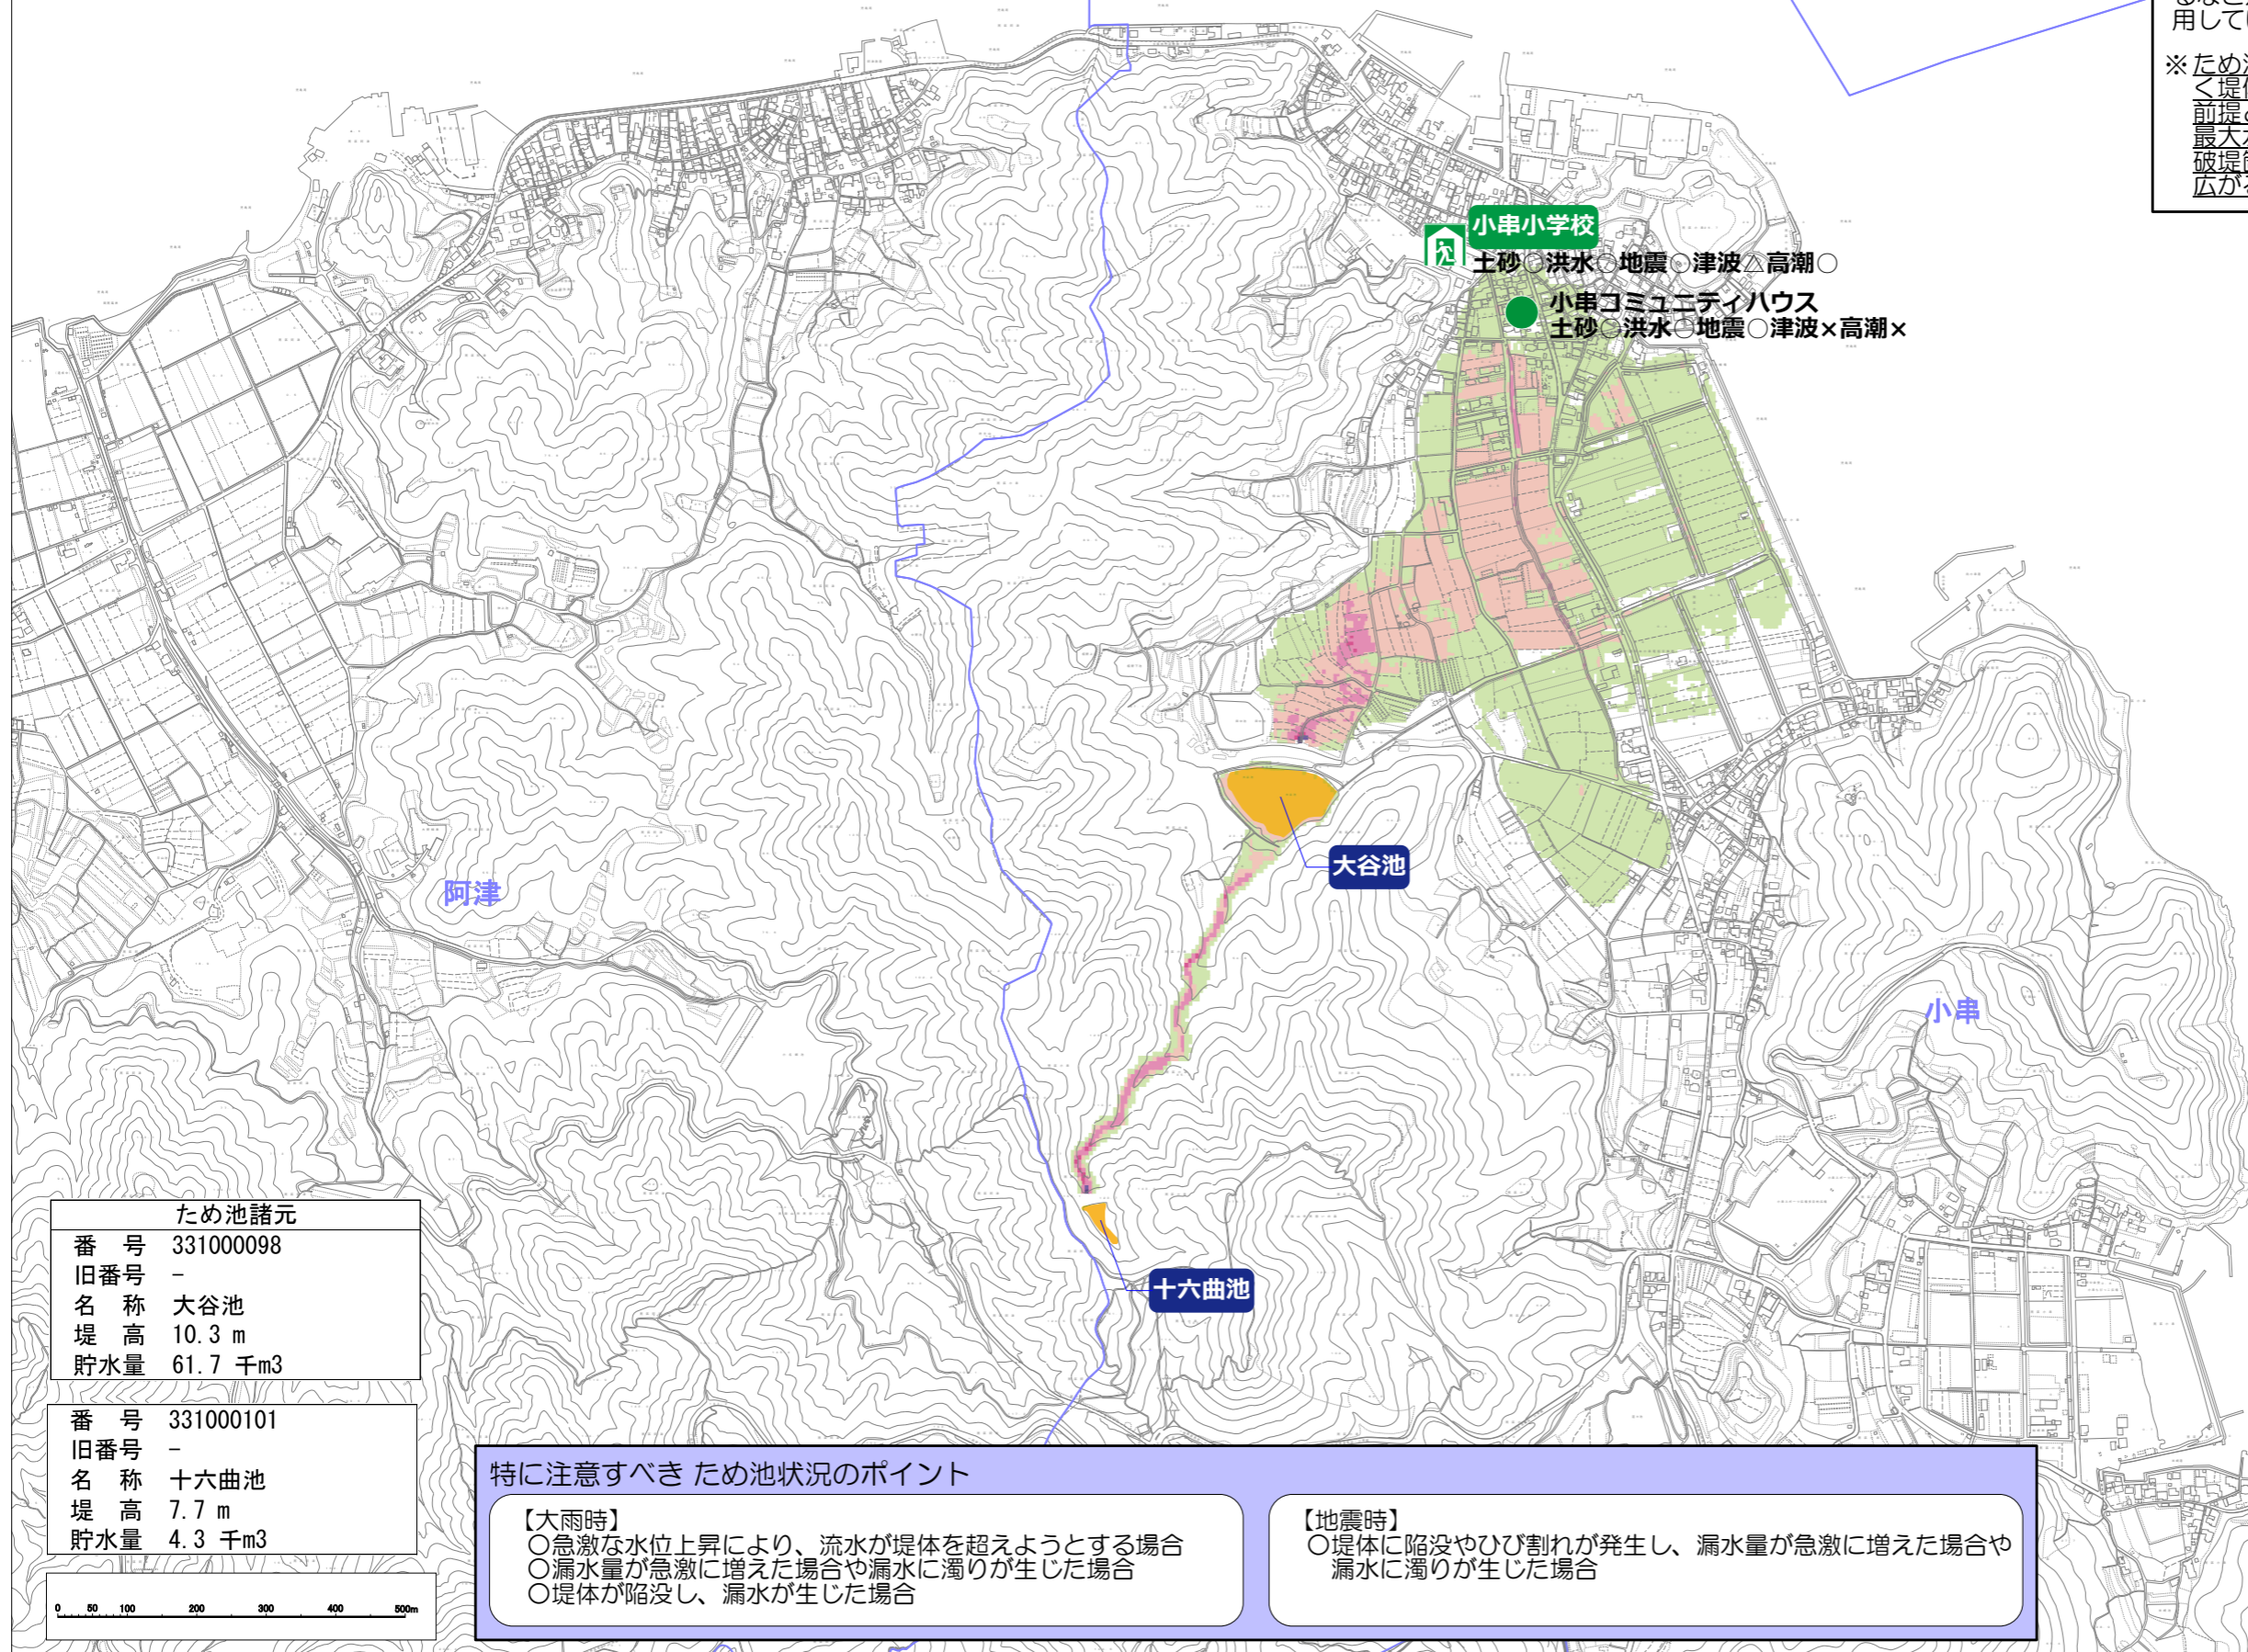 用して
※ため
く堤
前提
最大
破堤
広が
小串小学校
土砂○洪水○地震○津波△高潮○
小串コミュニティハウス
土砂○洪水○地震○津波×高潮×
大谷池
阿津
小串
十六曲池
ため池諸元
番　号　331000098
旧番号　-
名　称　大谷池
堤　高　10.3 m
貯水量　61.7 千m3
番　号　331000101
旧番号　-
名　称　十六曲池
堤　高　7.7 m
貯水量　4.3 千m3
0 50 100 200 300 400 500m
特に注意すべき ため池状況のポイント
【大雨時】
○急激な水位上昇により、流水が堤体を超えようとする場合
○漏水量が急激に増えた場合や漏水に濁りが生じた場合
○堤体が陥没し、漏水が生じた場合
【地震時】
○堤体に陥没やひび割れが発生し、漏水量が急激に増えた場合や
漏水に濁りが生じた場合